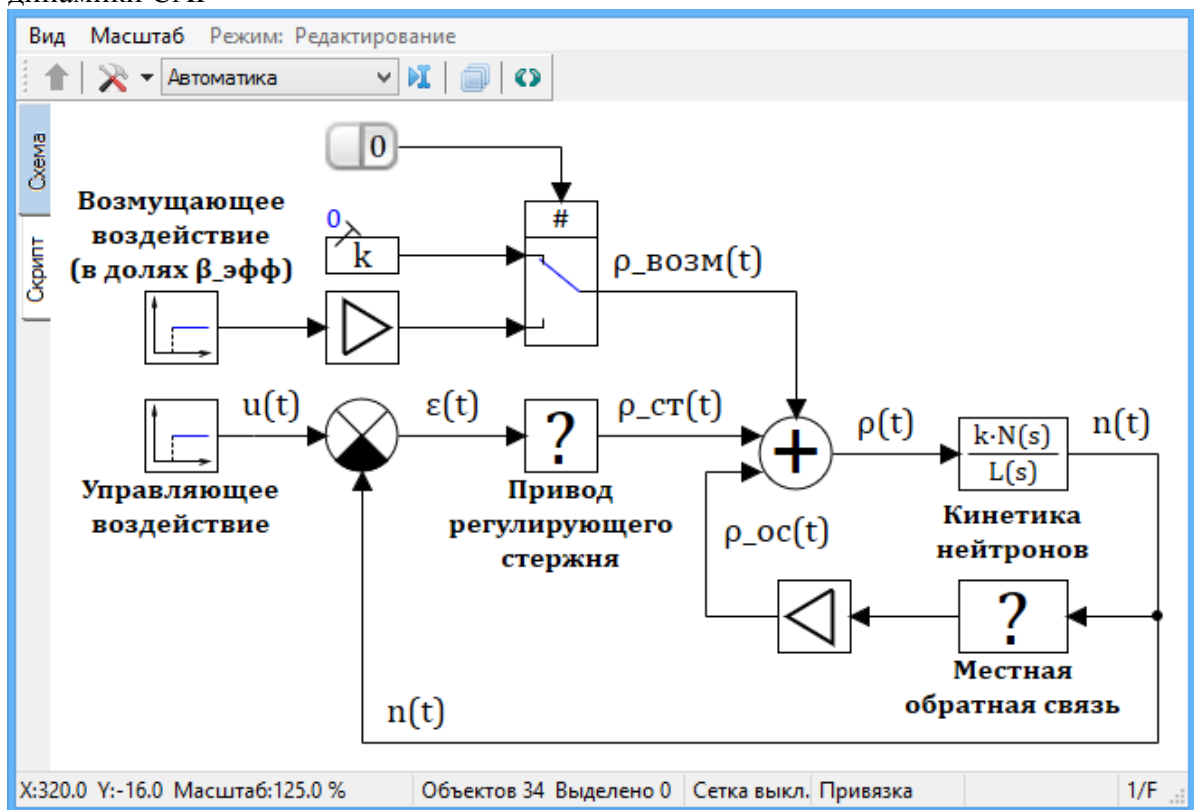 динамики САР
Вид Масштаб Режим: Редактирование
Автоматика
Схема
Скрипт
0
Возмущающее
воздействие
(в долях β_эфф)
0
k
#
ρ_возм(t)
u(t)
ε(t)
?
ρ_ст(t)
+
ρ(t)
k·N(s)
L(s)
n(t)
Управляющее
воздействие
Привод
регулирующего
стержня
Кинетика
нейтронов
ρ_ос(t)
?
Местная
обратная связь
n(t)
X:320.0 Y:-16.0 Масштаб:125.0 % Объектов 34 Выделено 0 Сетка выкл. Привязка 1/F